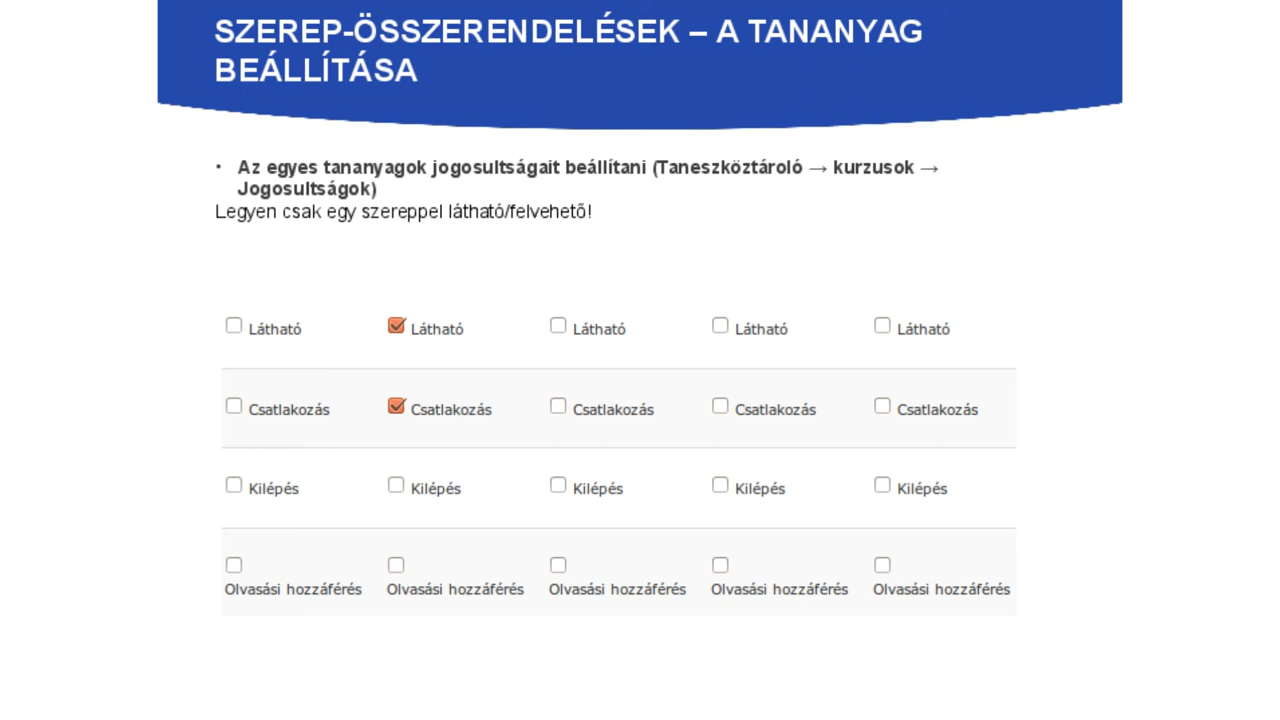 SZEREP-ÖSSZERENDELÉSEK – A TANANYAG
BEÁLLÍTÁSA
• Az egyes tananyagok jogosultságait beállítani (Taneszköztároló → kurzusok →
Jogosultságok)
Legyen csak egy szereppel látható/felvehető!
Látható Látható Látható Látható Látható
Csatlakozás Csatlakozás Csatlakozás Csatlakozás Csatlakozás
Kilépés Kilépés Kilépés Kilépés Kilépés
Olvasási hozzáférés Olvasási hozzáférés Olvasási hozzáférés Olvasási hozzáférés Olvasási hozzáférés